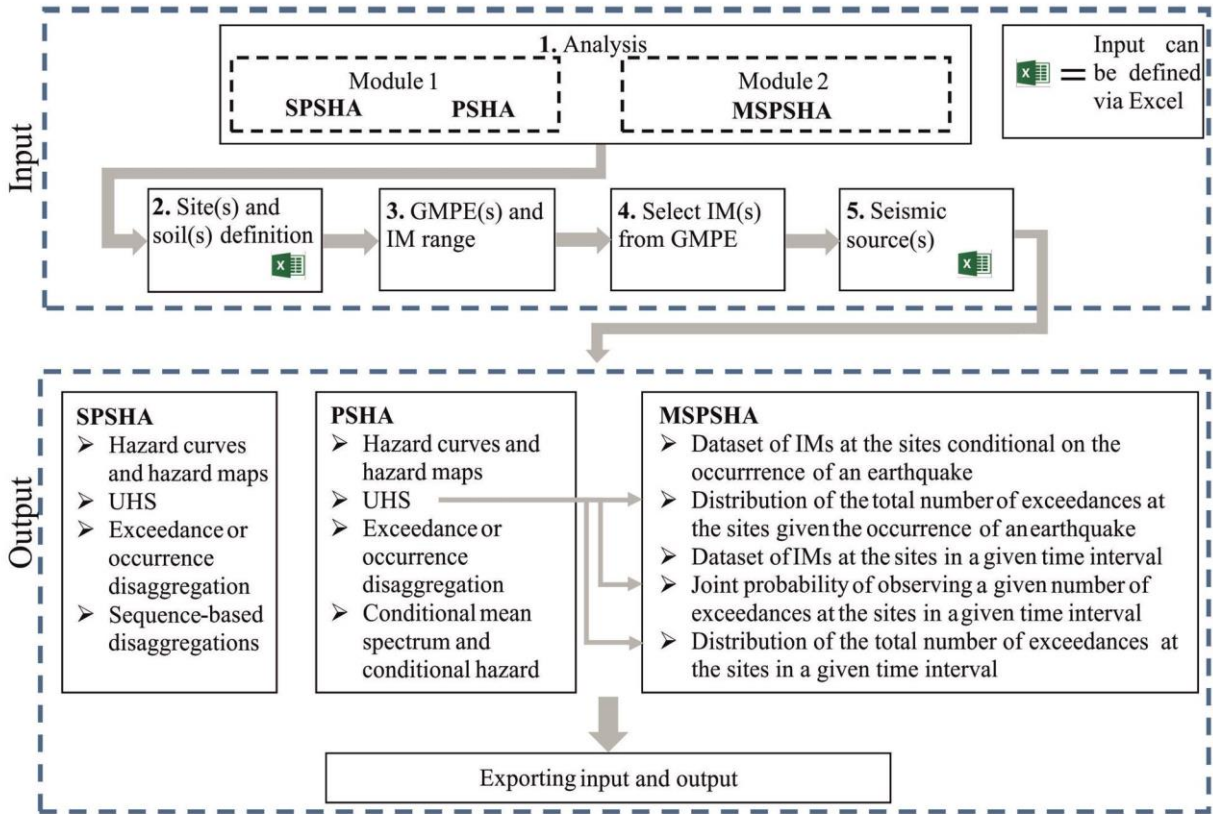 Input
1. Analysis
Module 1
SPSHA PSHA
Module 2
MSPSHA
X
= Input can
be defined
via Excel
2. Site(s) and
soil(s) definition
X
3. GMPE(s) and
IM range
4. Select IM(s)
from GMPE
5. Seismic
source(s)
X
Output
SPSHA
➢ Hazard curves
and hazard maps
➢ UHS
➢ Exceedance or
occurrence
disaggregation
➢ Sequence-based
disaggregations
PSHA
➢ Hazard curves and
hazard maps
➢ UHS
➢ Exceedance or
occurrence
disaggregation
➢ Conditional mean
spectrum and
conditional hazard
MSPSHA
➢ Dataset of IMs at the sites conditional on the
occurrrence of an earthquake
➢ Distribution of the total number of exceedances at
the sites given the occurrence of an earthquake
➢ Dataset of IMs at the sites in a given time interval
➢ Joint probability of observing a given number of
exceedances at the sites in a given time interval
➢ Distribution of the total number of exceedances at
the sites in a given time interval
Exporting input and output